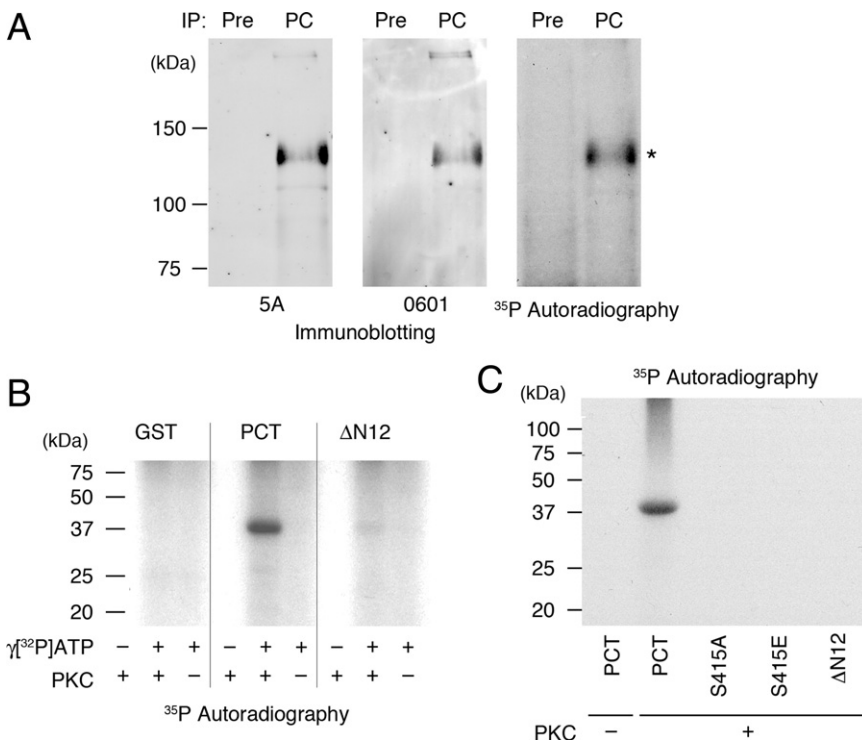 A
IP: Pre PC Pre PC Pre PC
(kDa)
150
100
75
*
5A 0601 ³⁵P Autoradiography
Immunoblotting
B
(kDa) GST PCT ΔN12
75
50
37
25
20
γ[³²P]ATP − + + − + + − + +
PKC + + − + + − + + −
³⁵P Autoradiography
C
³⁵P Autoradiography
(kDa)
100
75
50
37
25
20
PCT PCT S415A S415E ΔN12
PKC − +